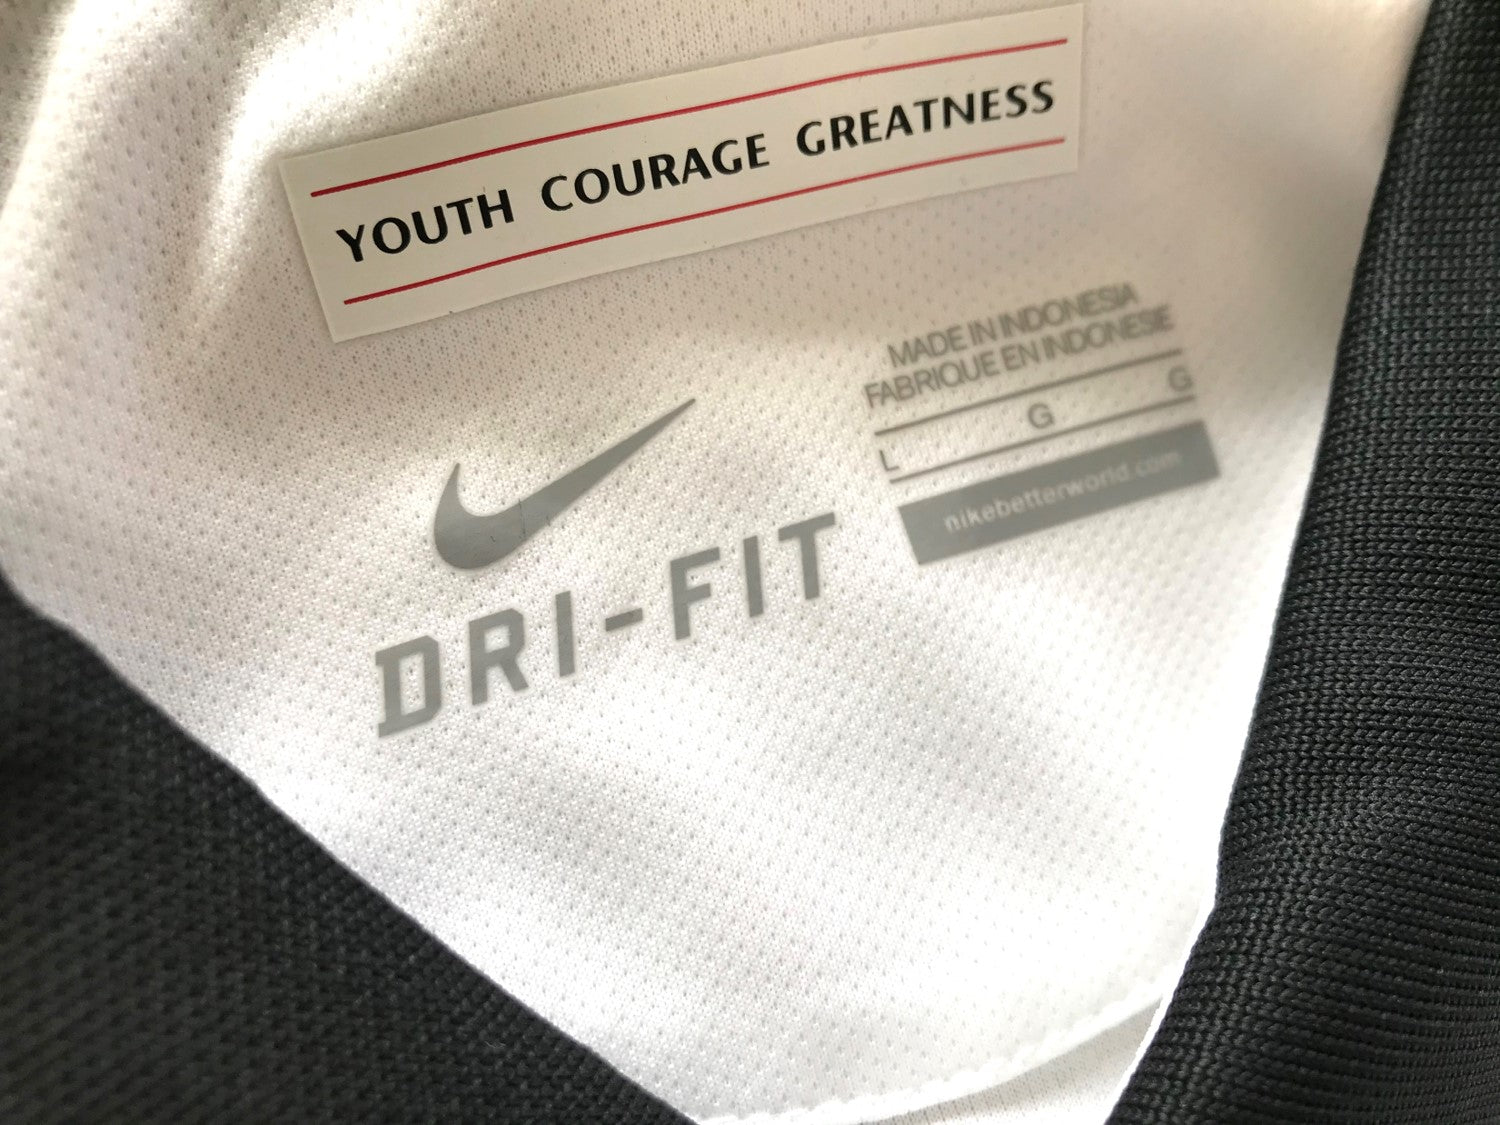 YOUTH COURAGE GREATNESS
MADE IN INDONESIA
FABRIQUE EN INDONESIE
L G G
nikebetterworld.com
DRI-FIT